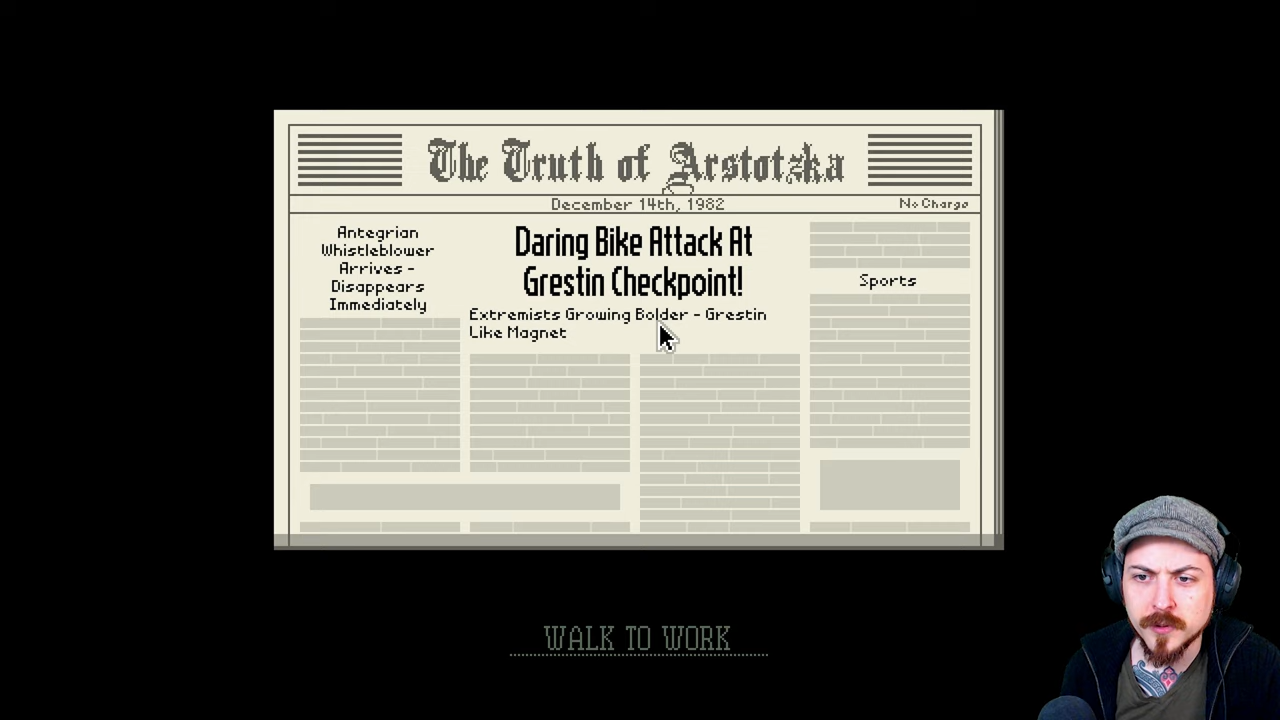 The Truth of Arstotzka
December 14th, 1982
No Charge
Antegrian
Whistleblower
Arrives -
Disappears
Immediately
Daring Bike Attack At
Grestin Checkpoint!
Extremists Growing Bolder - Grestin
Like Magnet
Sports
WALK TO WORK